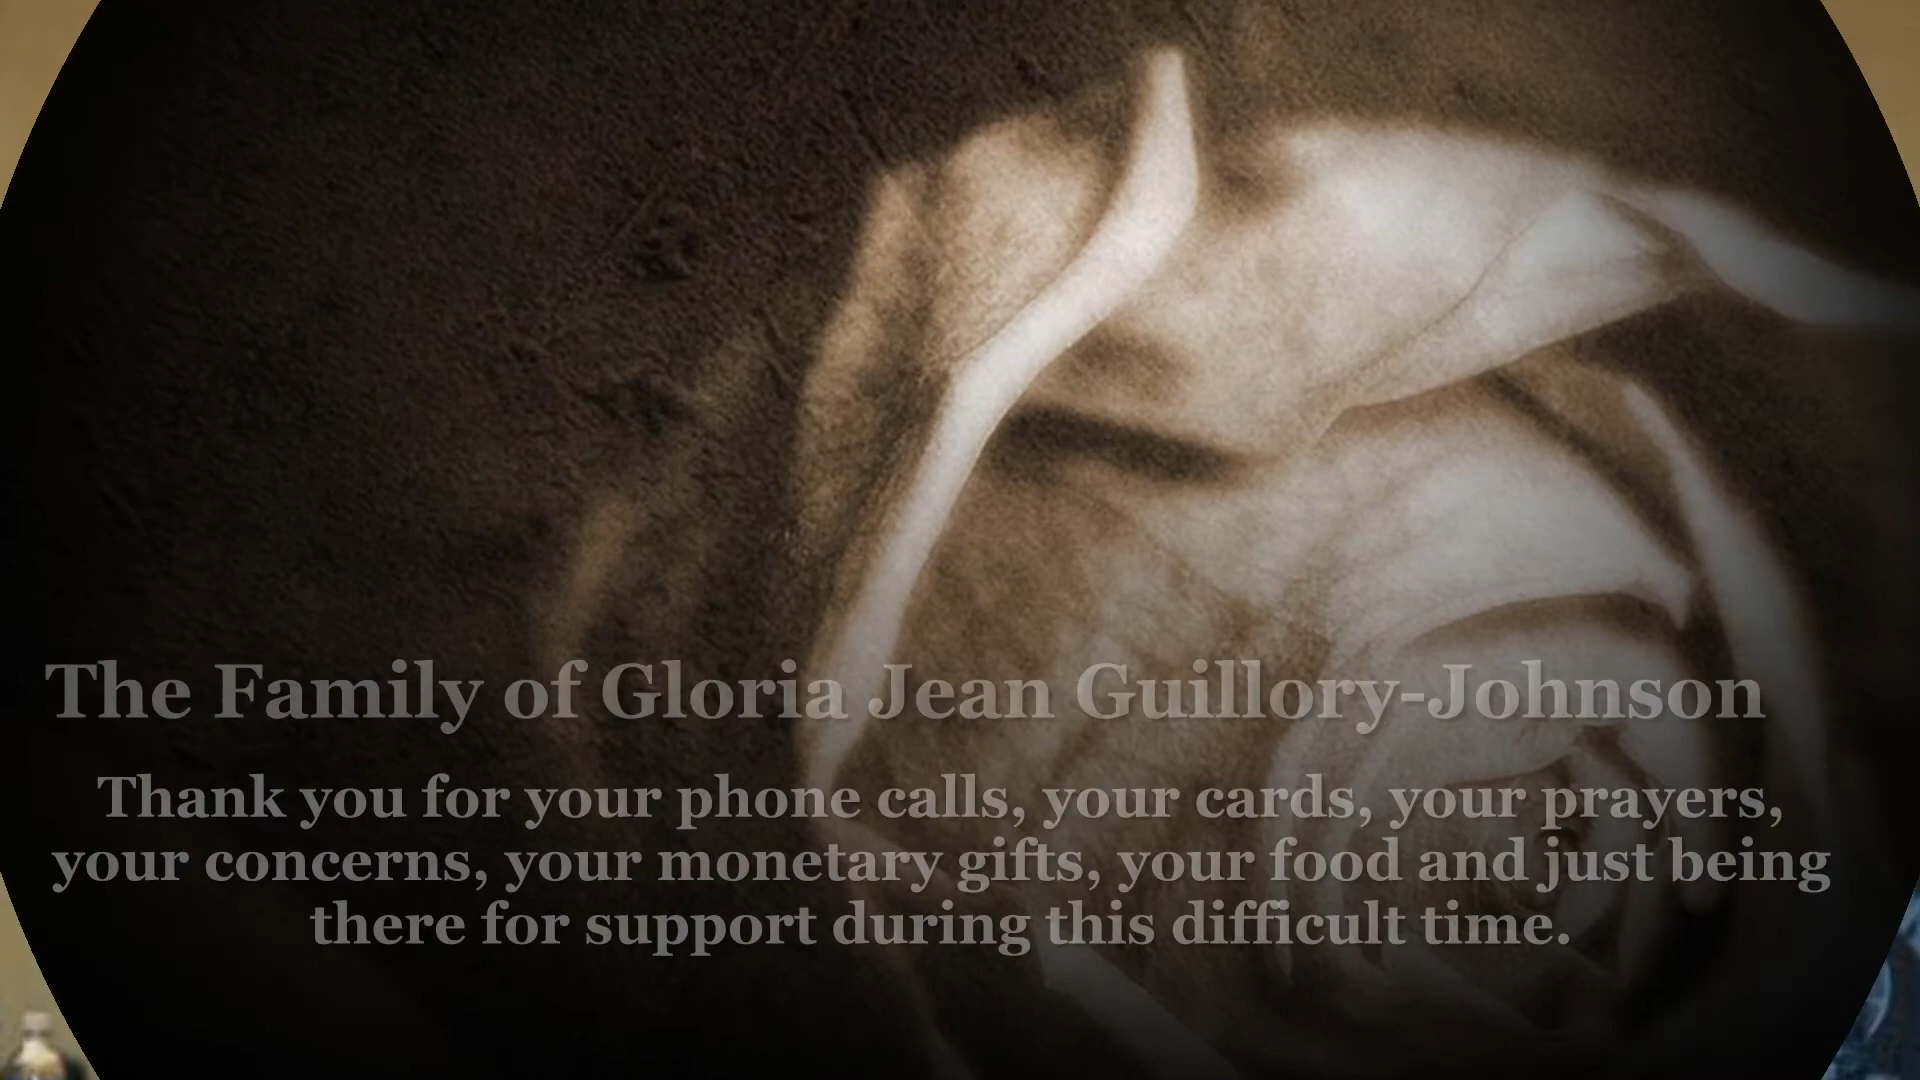 The Family of Gloria Jean Guillory-Johnson
Thank you for your phone calls, your cards, your prayers,
your concerns, your monetary gifts, your food and just being
there for support during this difficult time.